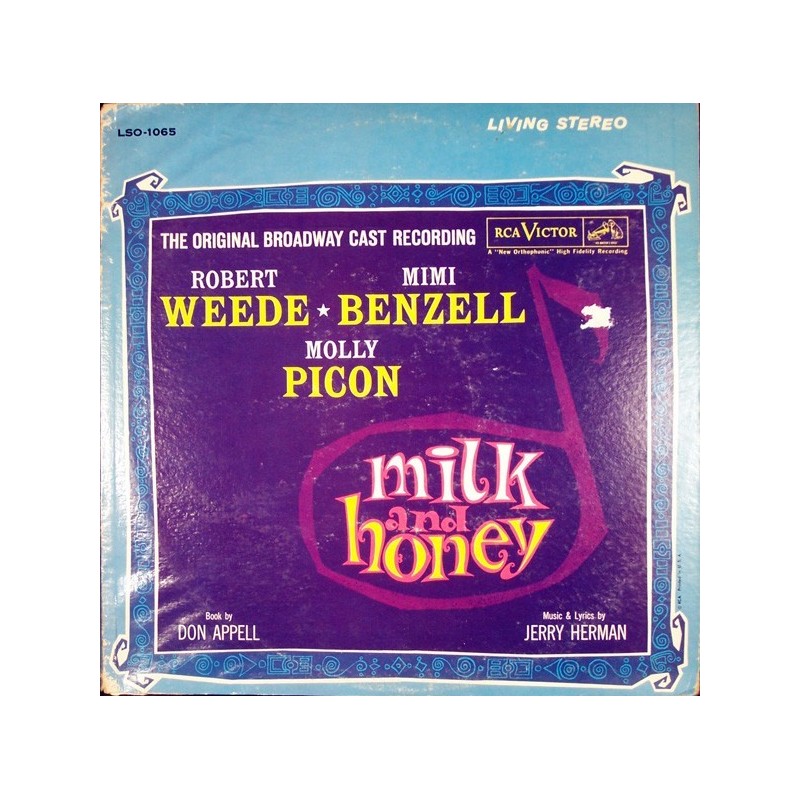 LSO-1065
LIVING STEREO
THE ORIGINAL BROADWAY CAST RECORDING
RCA VICTOR
A "New Orthophonic" High Fidelity Recording
ROBERT MIMI
WEEDE ★ BENZELL
MOLLY
PICON
milk
and
honey
Book by
DON APPELL
Music & Lyrics by
JERRY HERMAN